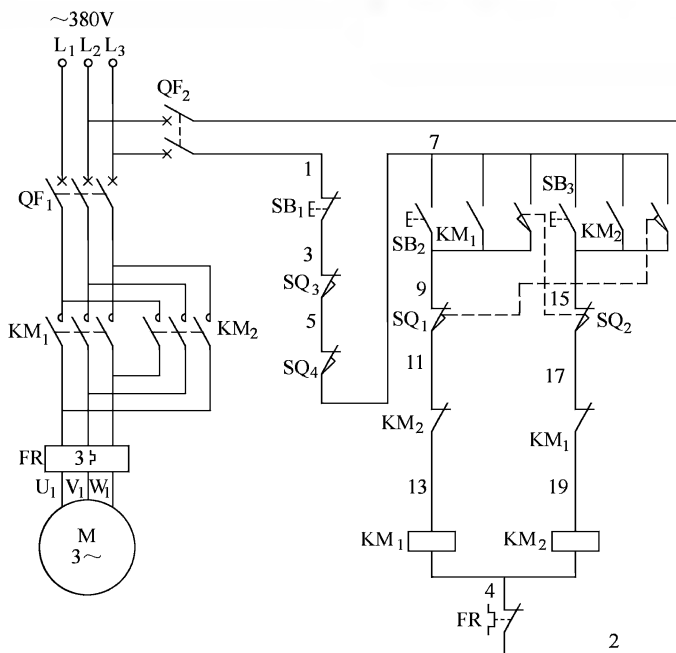 ~380V
L1 L2 L3
QF2
1
7
QF1
SB1
SB2
KM1
SB3
KM2
3
SQ3
9
15
KM1
KM2
5
SQ1
SQ2
SQ4
11
17
KM2
KM1
FR
3
U1 V1 W1
13
19
M
3~
KM1
KM2
4
FR
2